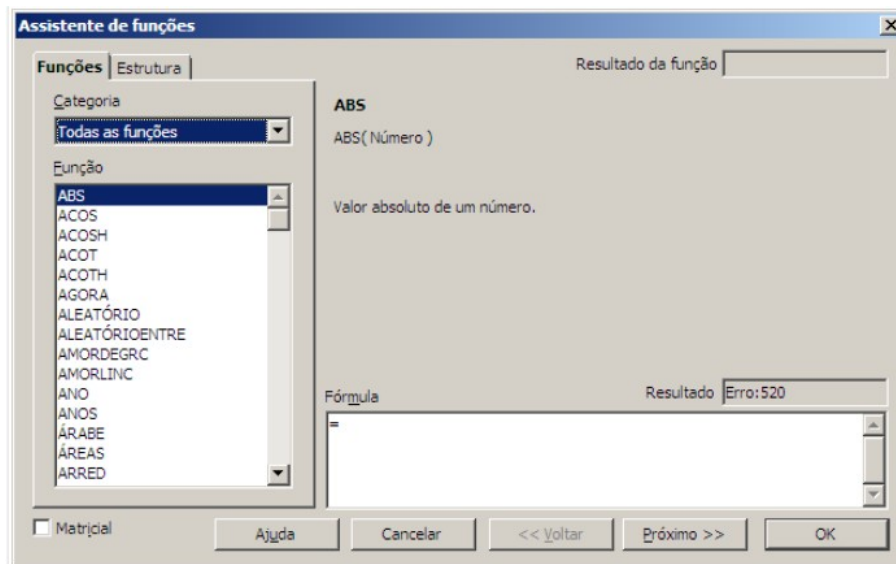 Assistente de funções
Funções
Estrutura
Resultado da função
Categoria
Todas as funções
Função
ABS
ACOS
ACOSH
ACOT
ACOTH
AGORA
ALEATÓRIO
ALEATÓRIOENTRE
AMORDEGRC
AMORLINC
ANO
ANOS
ÁRABE
ÁREAS
ARRED
ABS
ABS( Número )
Valor absoluto de um número.
Fórmula
Resultado
Erro:520
=
Matricial
Ajuda
Cancelar
<< Voltar
Próximo >>
OK